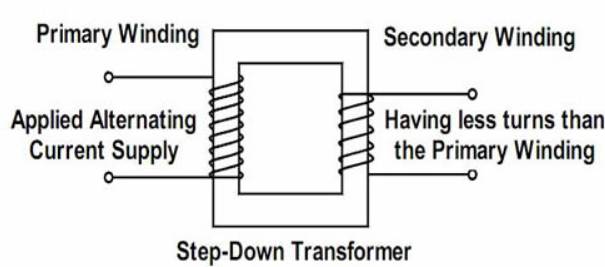 Primary Winding
Secondary Winding
Applied Alternating
Current Supply
Having less turns than
the Primary Winding
Step-Down Transformer